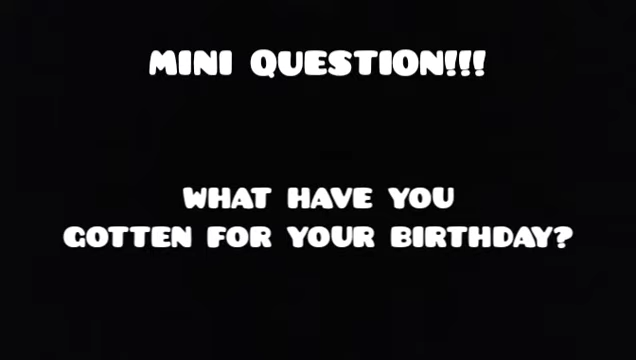 MINI QUESTION!!!
WHAT HAVE YOU
GOTTEN FOR YOUR BIRTHDAY?